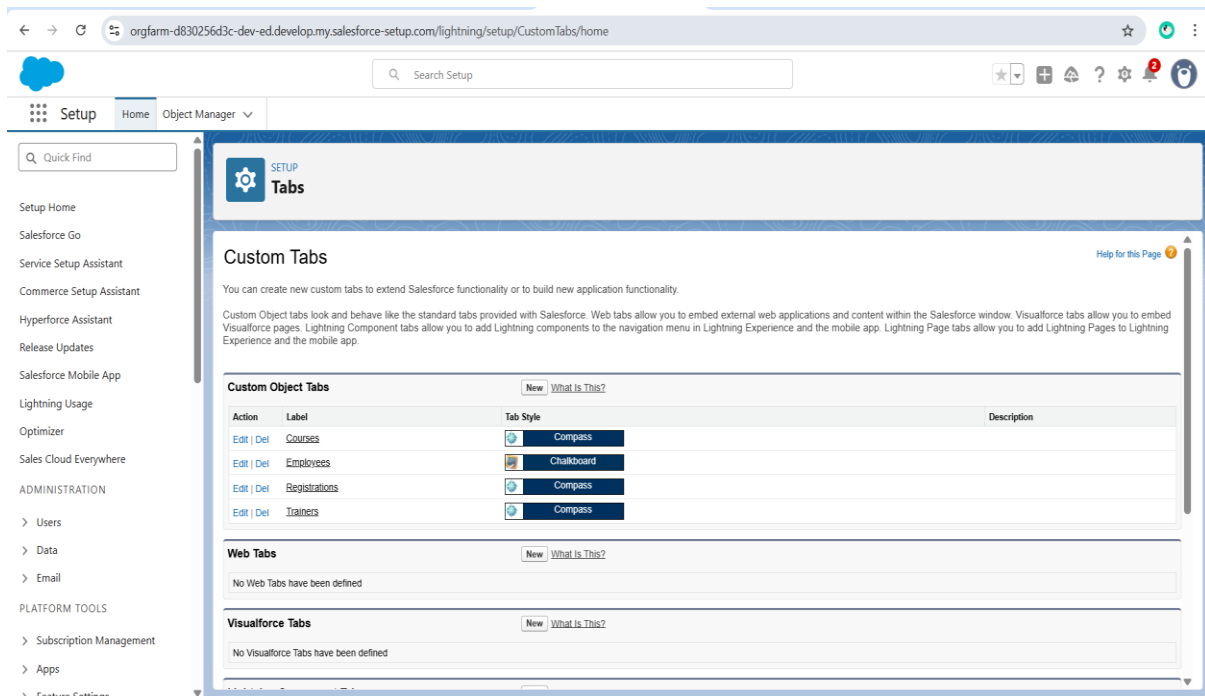 orgfarm-d830256d3c-dev-ed.develop.my.salesforce-setup.com/lightning/setup/CustomTabs/home
Search Setup
2
Setup
Home
Object Manager
Quick Find
Setup Home
Salesforce Go
Service Setup Assistant
Commerce Setup Assistant
Hyperforce Assistant
Release Updates
Salesforce Mobile App
Lightning Usage
Optimizer
Sales Cloud Everywhere
ADMINISTRATION
Users
Data
Email
PLATFORM TOOLS
Subscription Management
Apps
Feature Settings
SETUP
Tabs
Custom Tabs
Help for this Page
You can create new custom tabs to extend Salesforce functionality or to build new application functionality.
Custom Object tabs look and behave like the standard tabs provided with Salesforce. Web tabs allow you to embed external web applications and content within the Salesforce window. Visualforce tabs allow you to embed
Visualforce pages. Lightning Component tabs allow you to add Lightning components to the navigation menu in Lightning Experience and the mobile app. Lightning Page tabs allow you to add Lightning Pages to Lightning
Experience and the mobile app.
Custom Object Tabs New What Is This?
Action Label Tab Style Description
Edit | Del Courses Compass
Edit | Del Employees Chalkboard
Edit | Del Registrations Compass
Edit | Del Trainers Compass
Web Tabs New What Is This?
No Web Tabs have been defined
Visualforce Tabs New What Is This?
No Visualforce Tabs have been defined